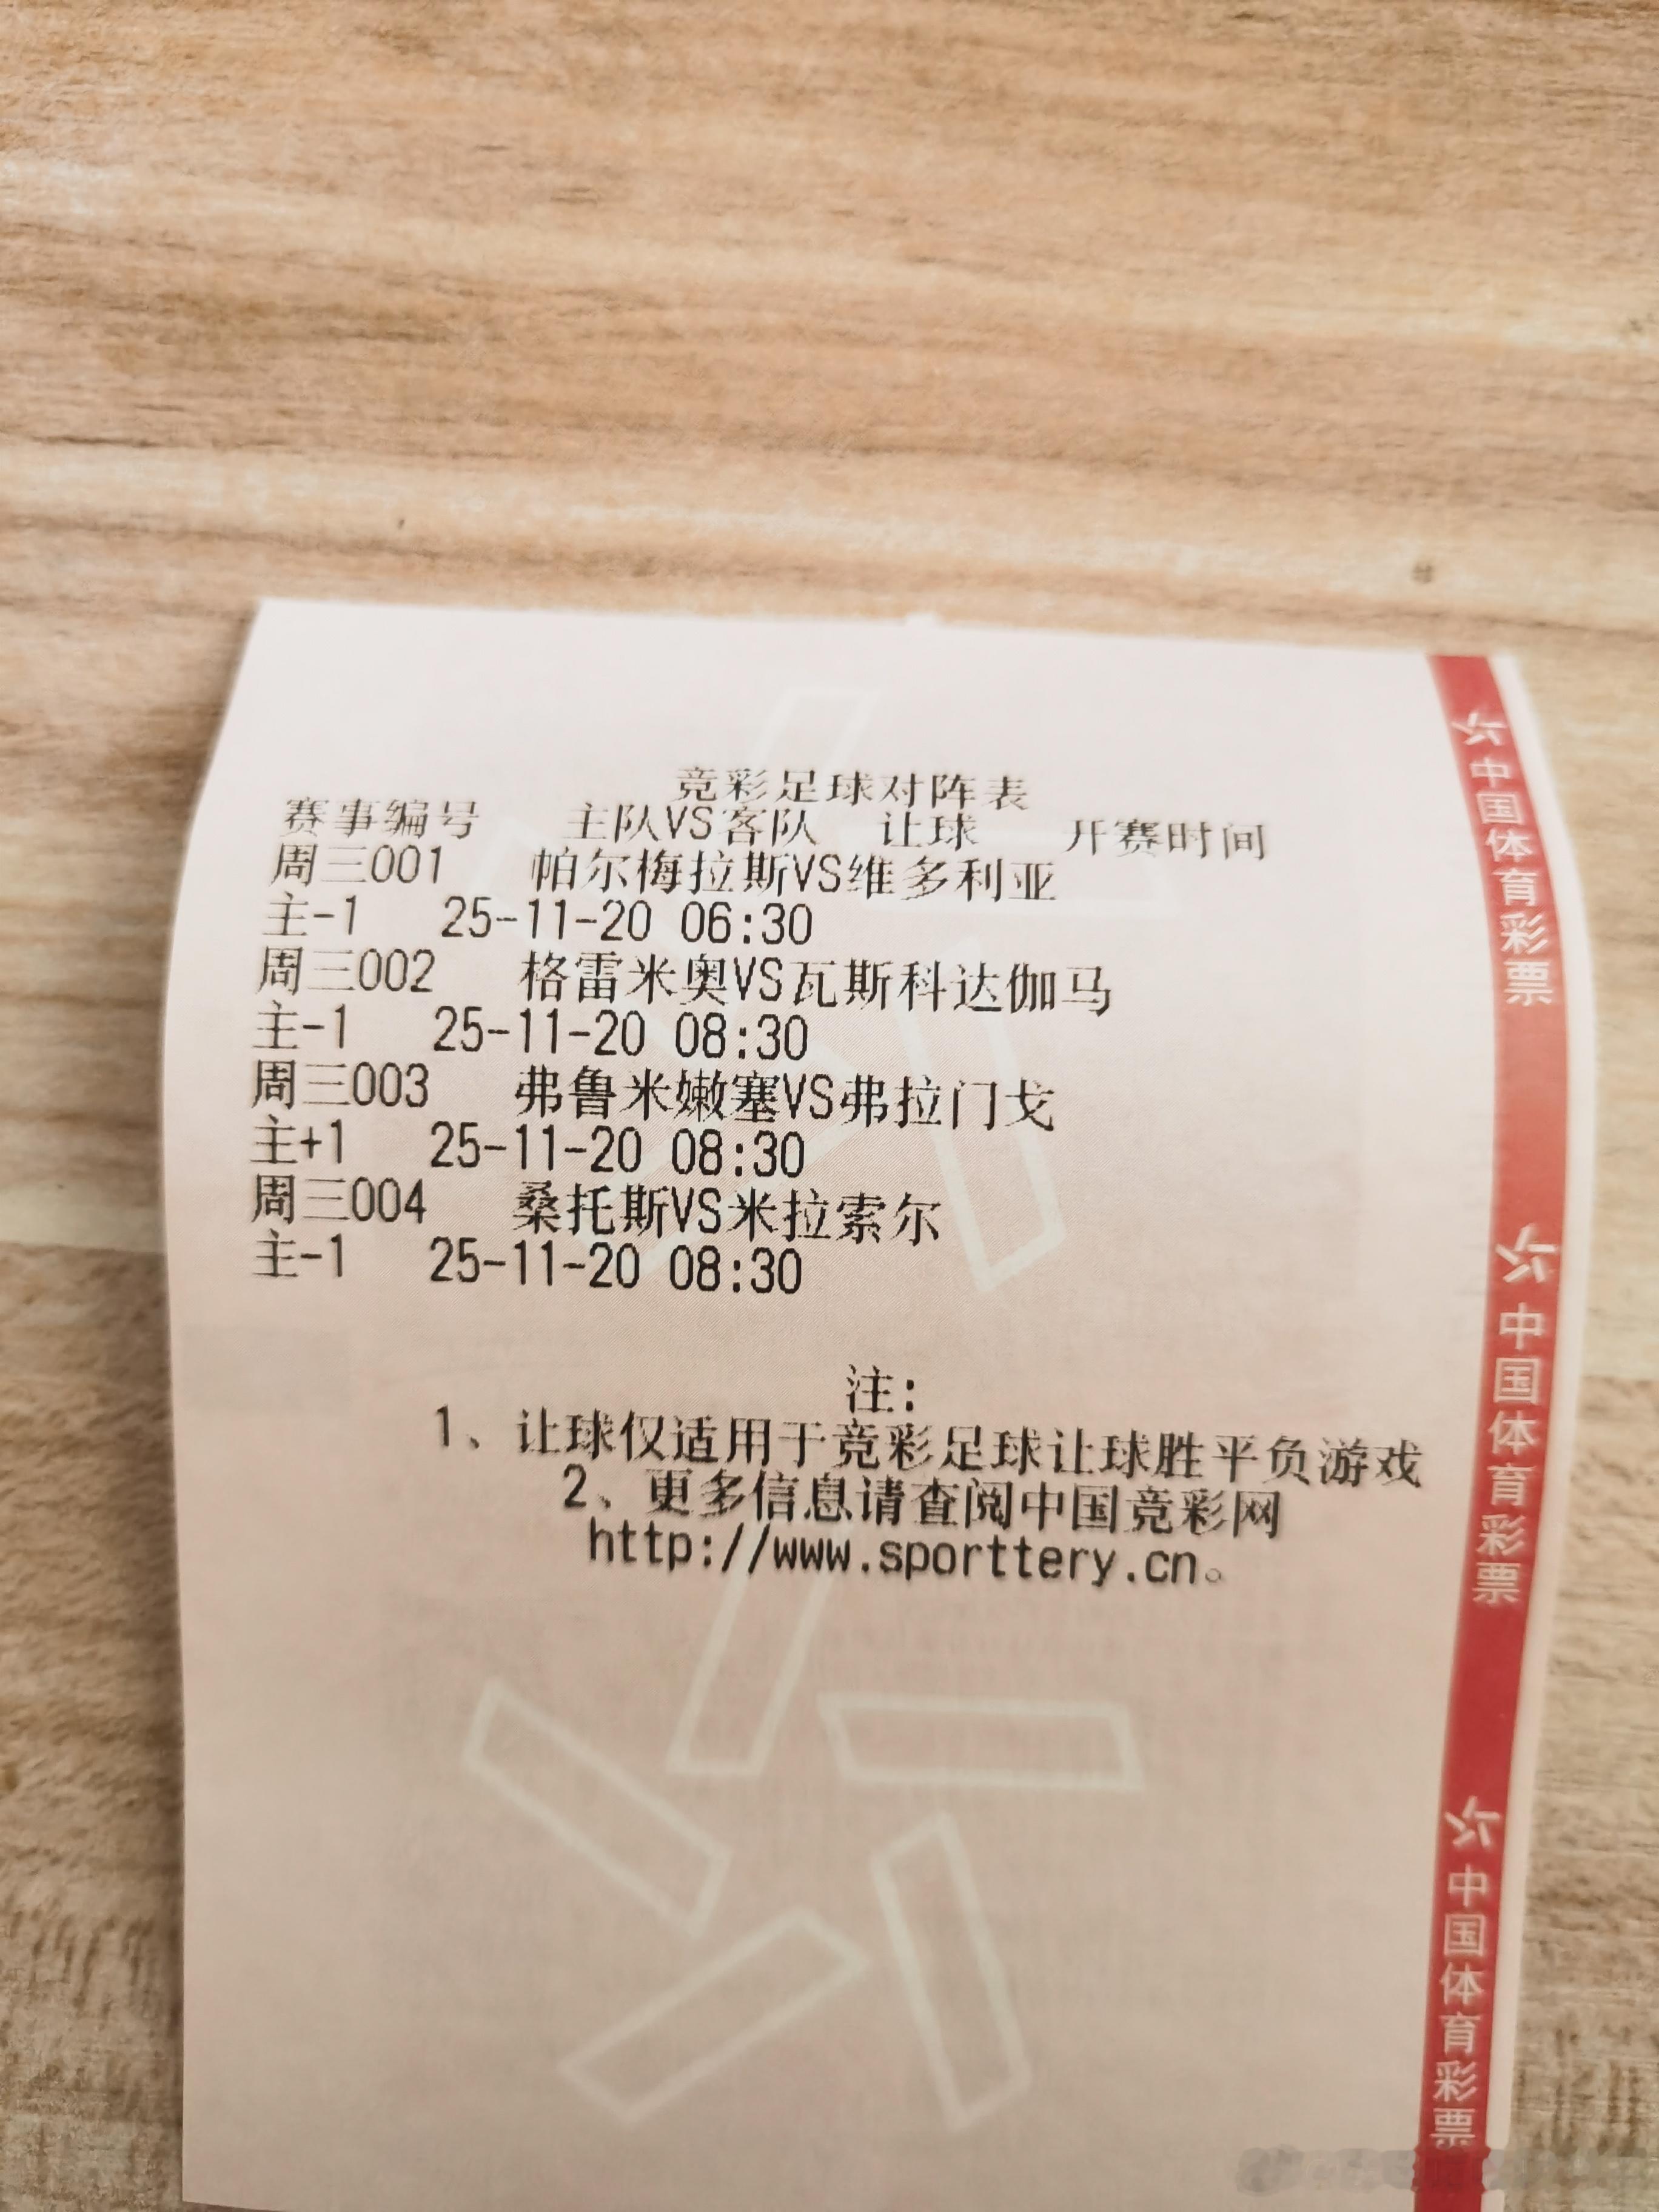 竞彩足球对阵表
赛事编号 主队VS客队 让球 开赛时间
周三001 帕尔梅拉斯VS维多利亚
主-1 25-11-20 06:30
周三002 格雷米奥VS瓦斯科达伽马
主-1 25-11-20 08:30
周三003 弗鲁米嫩塞VS弗拉门戈
主+1 25-11-20 08:30
周三004 桑托斯VS米拉索尔
主-1 25-11-20 08:30
注:
1、让球仅适用于竞彩足球让球胜平负游戏
2、更多信息请查阅中国竞彩网
http://www.sporttery.cn。
中国体育彩票
中国体育彩票
中国体育彩票